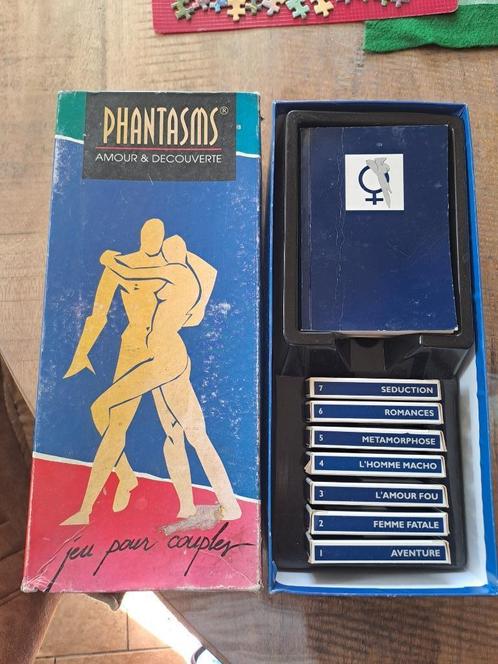 PHANTASMS®
AMOUR & DECOUVERTE
jeu pour couples
7 SEDUCTION
6 ROMANCES
5 METAMORPHOSE
4 L'HOMME MACHO
3 L'AMOUR FOU
2 FEMME FATALE
1 AVENTURE